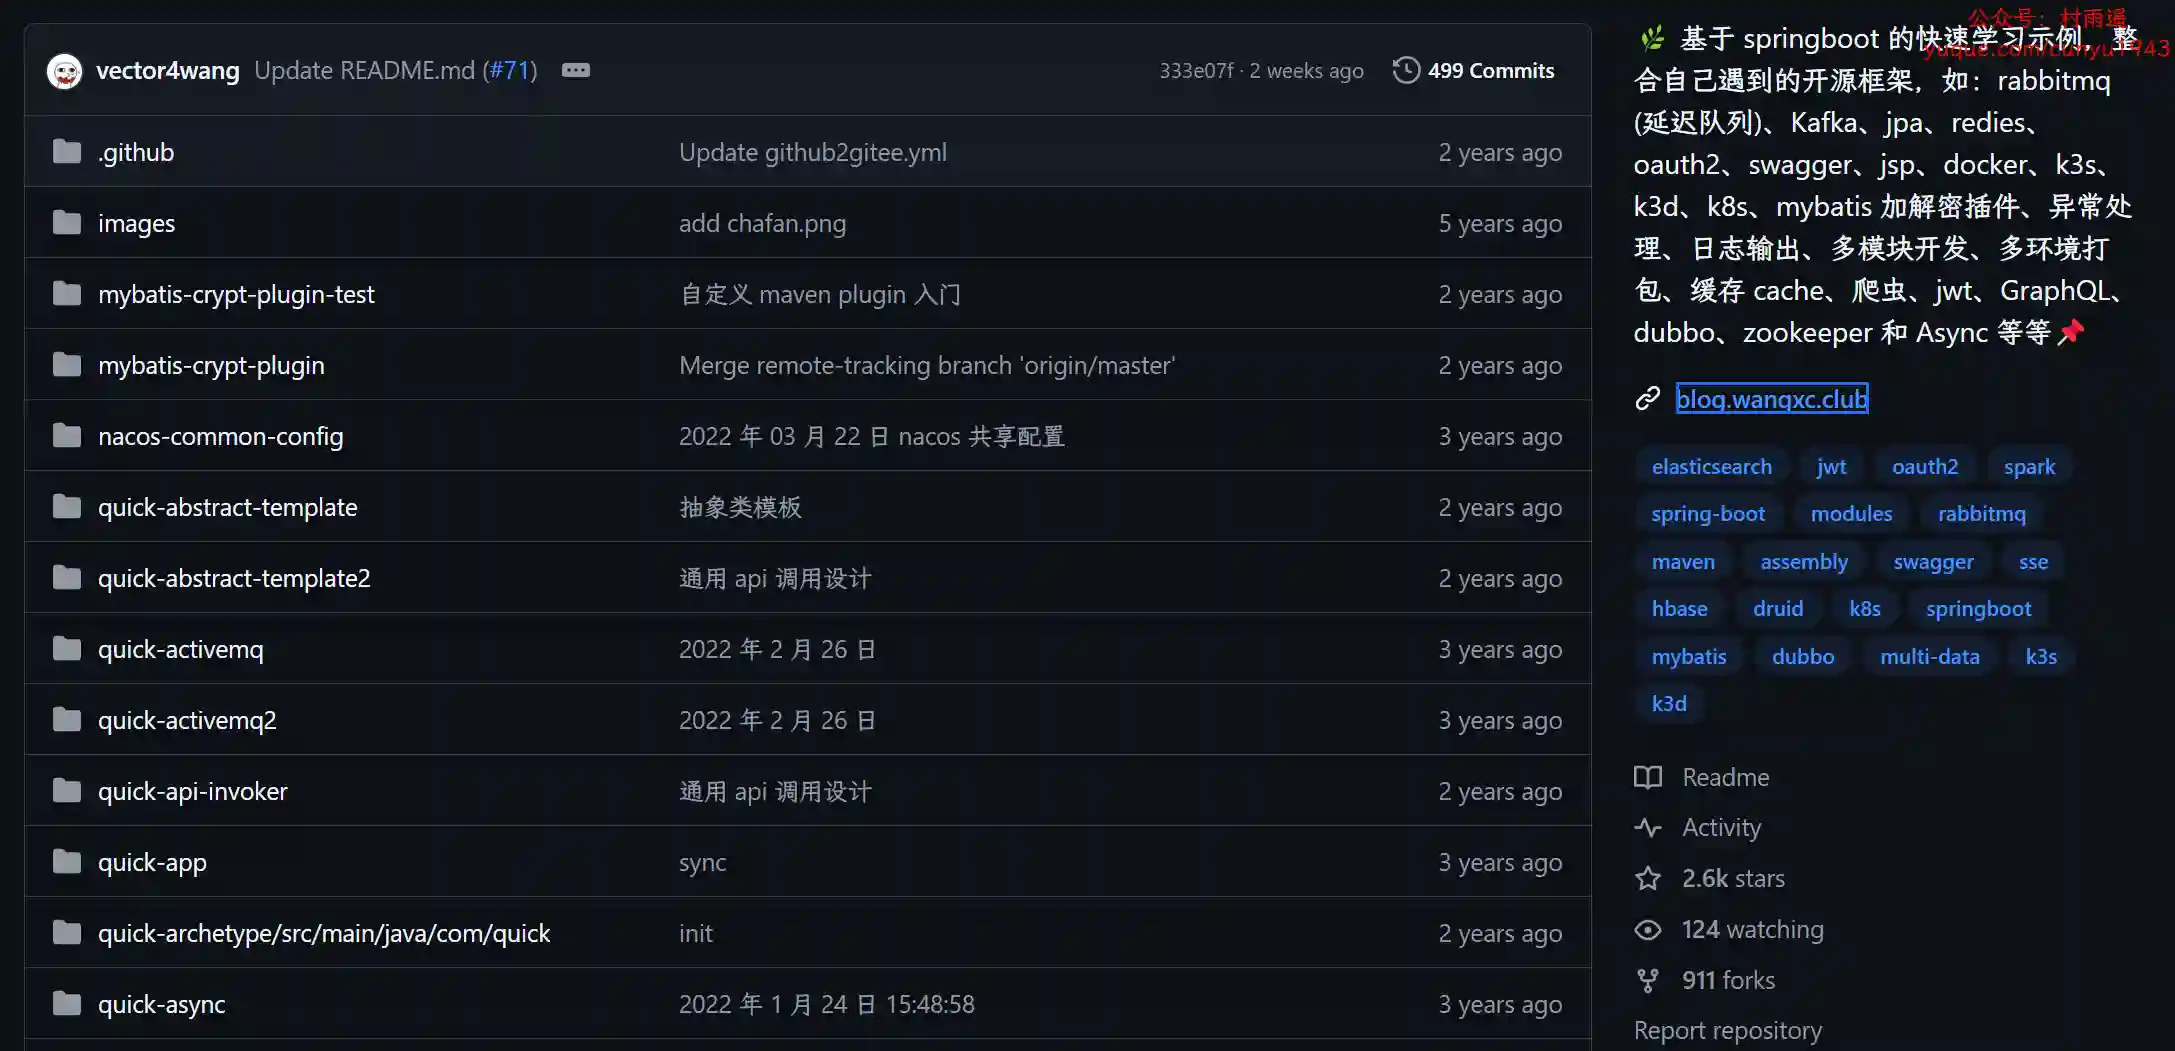 vector4wang Update README.md (#71) 333e07f · 2 weeks ago 499 Commits
.github Update github2gitee.yml 2 years ago
images add chafan.png 5 years ago
mybatis-crypt-plugin-test 自定义 maven plugin 入门 2 years ago
mybatis-crypt-plugin Merge remote-tracking branch 'origin/master' 2 years ago
nacos-common-config 2022 年 03 月 22 日 nacos 共享配置 3 years ago
quick-abstract-template 抽象类模板 2 years ago
quick-abstract-template2 通用 api 调用设计 2 years ago
quick-activemq 2022 年 2 月 26 日 3 years ago
quick-activemq2 2022 年 2 月 26 日 3 years ago
quick-api-invoker 通用 api 调用设计 2 years ago
quick-app sync 3 years ago
quick-archetype/src/main/java/com/quick init 2 years ago
quick-async 2022 年 1 月 24 日 15:48:58 3 years ago
公众号：村雨遥
yuque.com/cunyu1943
基于 springboot 的快速学习示例，整
合自己遇到的开源框架，如：rabbitmq
(延迟队列)、Kafka、jpa、redies、
oauth2、swagger、jsp、docker、k3s、
k3d、k8s、mybatis 加解密插件、异常处
理、日志输出、多模块开发、多环境打
包、缓存 cache、爬虫、jwt、GraphQL、
dubbo、zookeeper 和 Async 等等
blog.wangxc.club
elasticsearch jwt oauth2 spark
spring-boot modules rabbitmq
maven assembly swagger sse
hbase druid k8s springboot
mybatis dubbo multi-data k3s
k3d
Readme
Activity
2.6k stars
124 watching
911 forks
Report repository